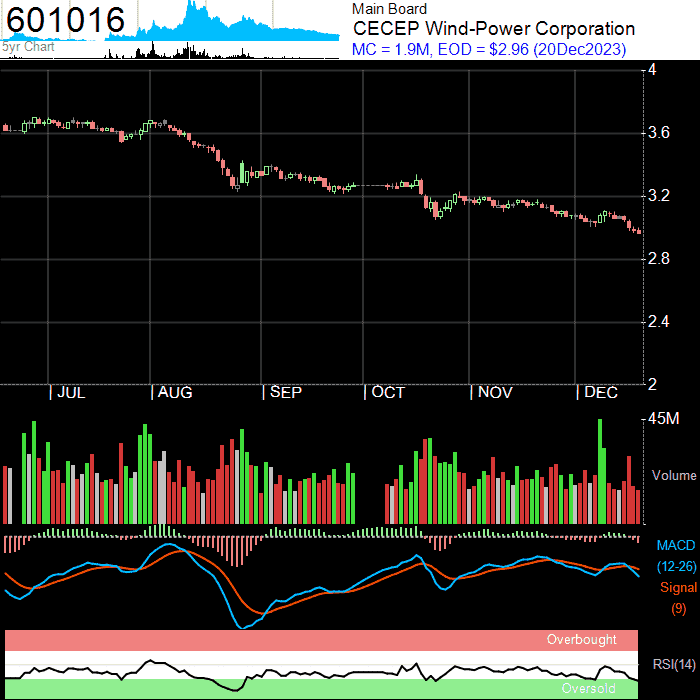 601016
5yr Chart
Main Board
CECEP Wind-Power Corporation
MC = 1.9M, EOD = $2.96 (20Dec2023)
4
3.6
3.2
2.8
2.4
2
JUL
AUG
SEP
OCT
NOV
DEC
45M
Volume
MACD
(12-26)
Signal
(9)
Overbought
RSI(14)
Oversold